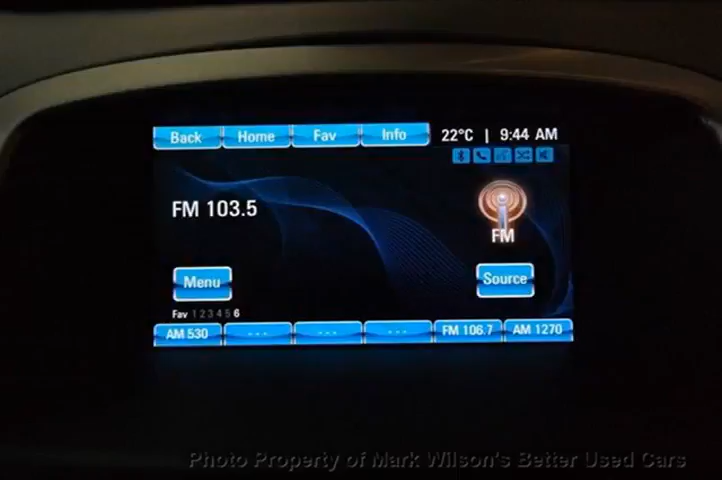 Back Home Fav Info 22°C | 9:44 AM
FM 103.5
FM
Menu Source
Fav 1 2 3 4 5 6
AM 530 --- --- --- FM 106.7 AM 1270
Photo Property of Mark Wilson's Better Used Cars